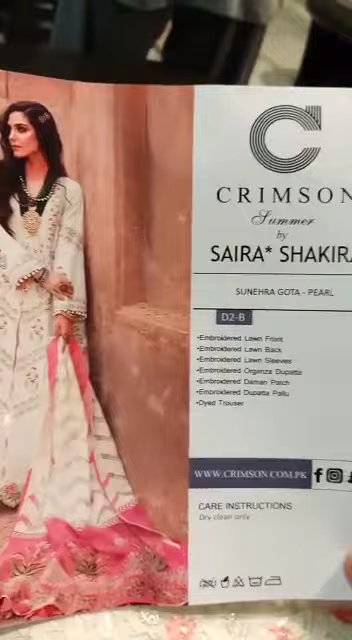 CRIMSON
Summer
by
SAIRA* SHAKIRA
SUNEHRA GOTA - PEARL
D2-B
•Embroidered Lawn Front
•Embroidered Lawn Back
•Embroidered Lawn Sleeves
•Embroidered Organza Dupatta
•Embroidered Daman Patch
•Embroidered Dupatta Pallu
•Dyed Trouser
WWW.CRIMSON.COM.PK
CARE INSTRUCTIONS
Dry clean only